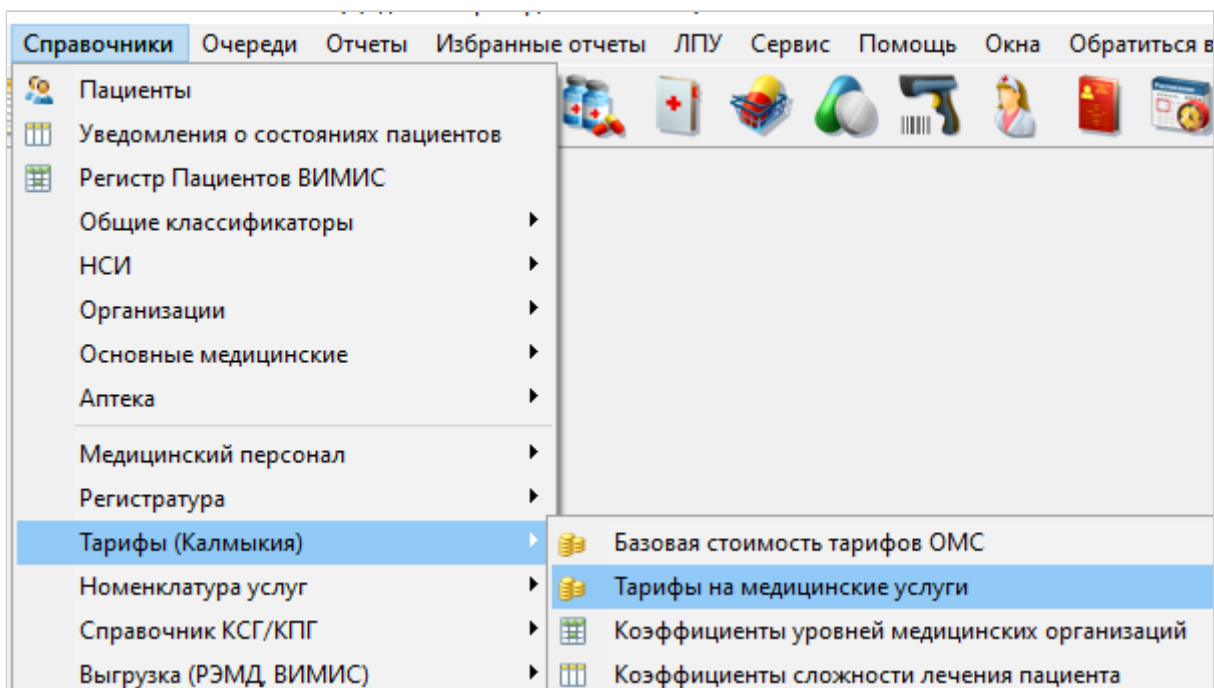 Справочники Очереди Отчеты Избранные отчеты ЛПУ Сервис Помощь Окна Обратиться в
Пациенты
Уведомления о состояниях пациентов
Регистр Пациентов ВИМИС
Общие классификаторы
НСИ
Организации
Основные медицинские
Аптека
Медицинский персонал
Регистратура
Тарифы (Калмыкия)
Номенклатура услуг
Справочник КСГ/КПГ
Выгрузка (РЭМД, ВИМИС)
Базовая стоимость тарифов ОМС
Тарифы на медицинские услуги
Коэффициенты уровней медицинских организаций
Коэффициенты сложности лечения пациента